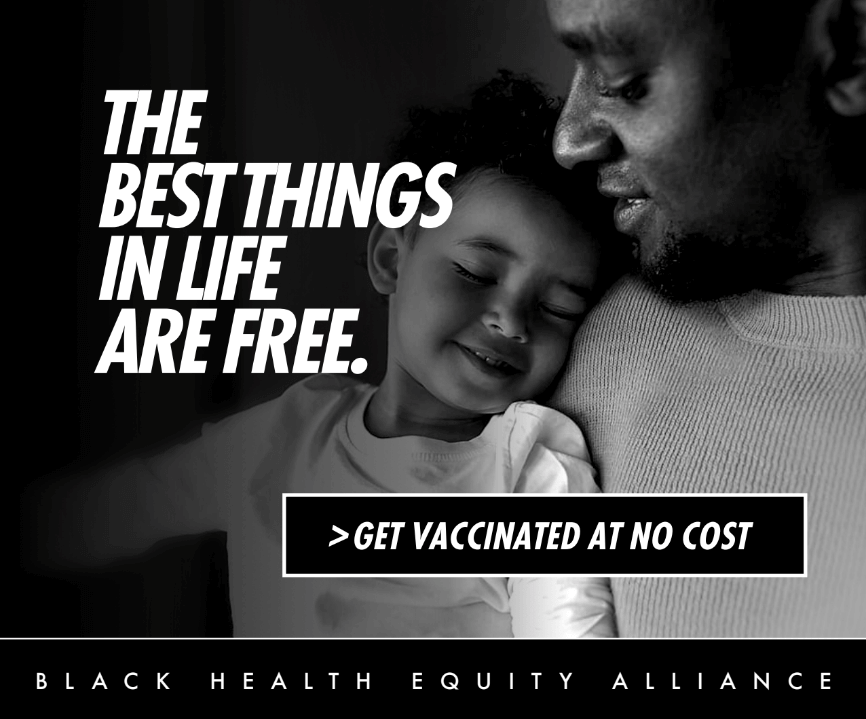 THE
BEST THINGS
IN LIFE
ARE FREE.
>GET VACCINATED AT NO COST
BLACK HEALTH EQUITY ALLIANCE